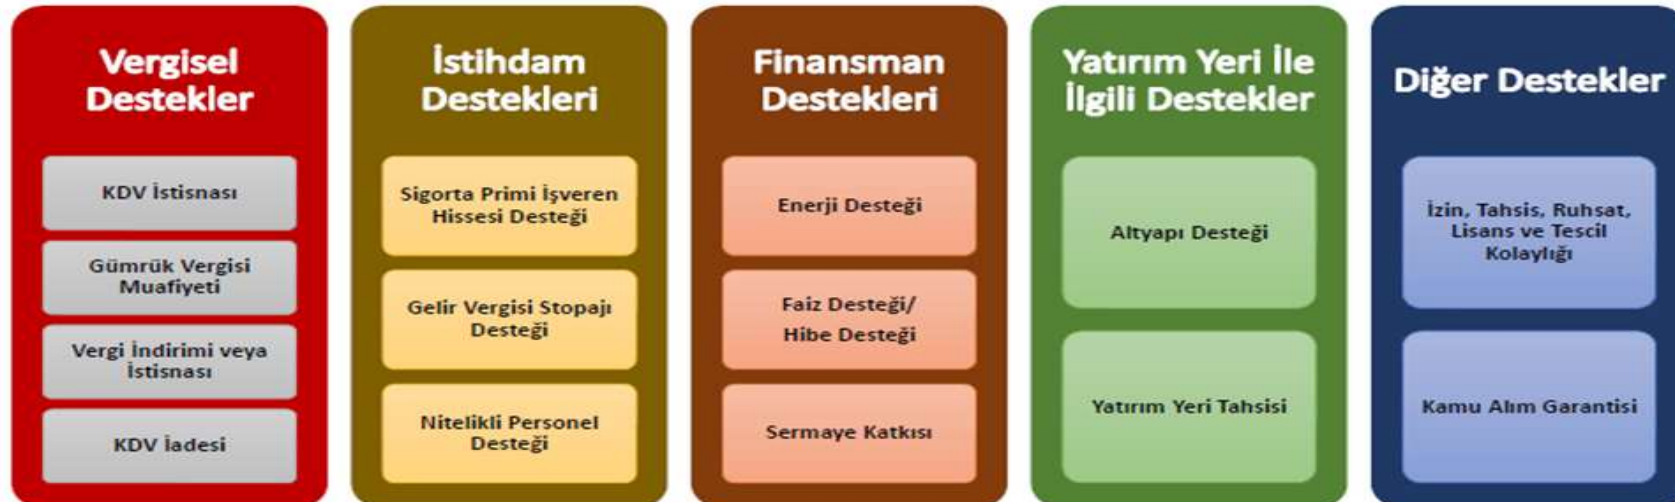 Vergisel
Destekler
KDV İstisnası
Gümrük Vergisi
Muafiyeti
Vergi İndirimi veya
İstisnası
KDV İadesi
İstihdam
Destekleri
Sigorta Primi İşveren
Hissesi Desteği
Gelir Vergisi Stopajı
Desteği
Nitelikli Personel
Desteği
Finansman
Destekleri
Enerji Desteği
Faiz Desteği/
Hibe Desteği
Sermaye Katkısı
Yatırım Yeri İle
İlgili Destekler
Altyapı Desteği
Yatırım Yeri Tahsisi
Diğer Destekler
İzin, Tahsis, Ruhsat,
Lisans ve Tescil
Kolaylığı
Kamu Alım Garantisi